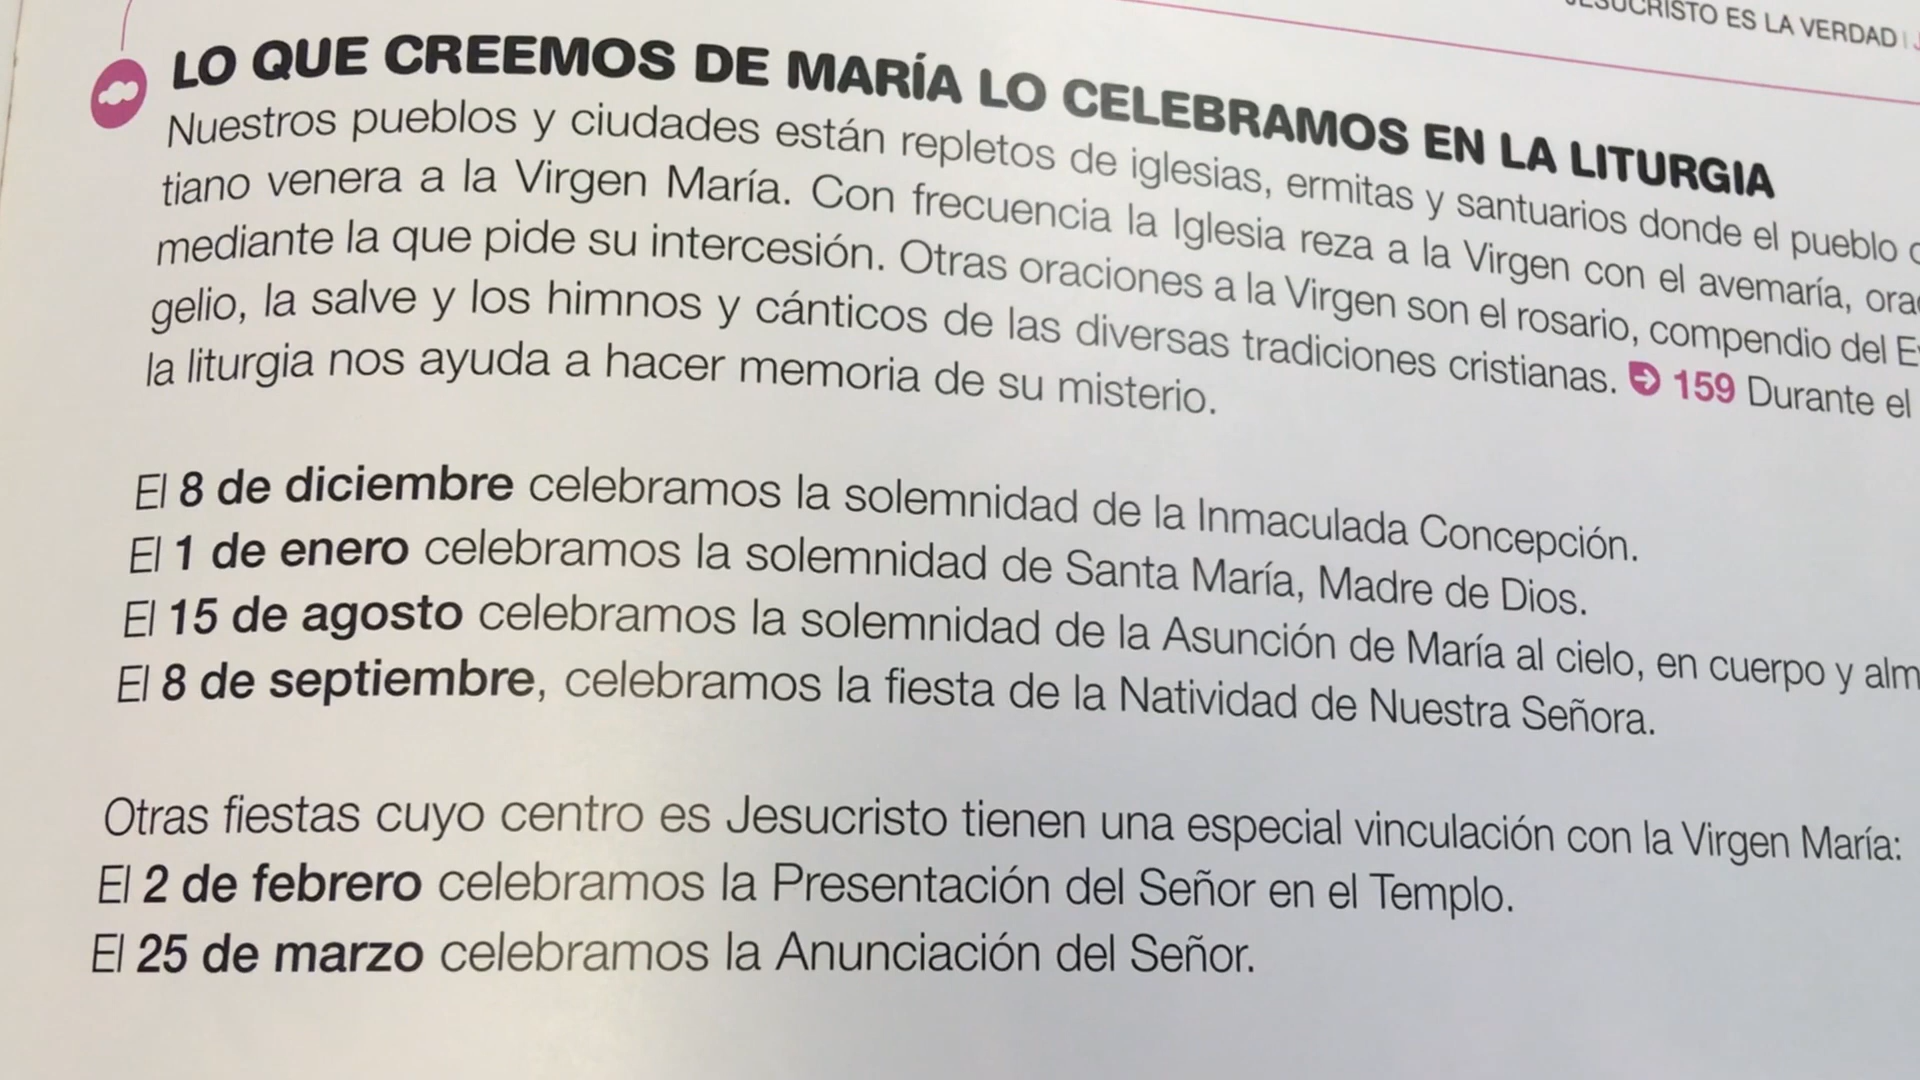 JESUCRISTO ES LA VERDAD |
LO QUE CREEMOS DE MARÍA LO CELEBRAMOS EN LA LITURGIA
Nuestros pueblos y ciudades están repletos de iglesias, ermitas y santuarios donde el pueblo
tiano venera a la Virgen María. Con frecuencia la Iglesia reza a la Virgen con el avemaría,
mediante la que pide su intercesión. Otras oraciones a la Virgen son el rosario, compendio del
gelio, la salve y los himnos y cánticos de las diversas tradiciones cristianas. 159 Durante el
la liturgia nos ayuda a hacer memoria de su misterio.
El 8 de diciembre celebramos la solemnidad de la Inmaculada Concepción.
El 1 de enero celebramos la solemnidad de Santa María, Madre de Dios.
El 15 de agosto celebramos la solemnidad de la Asunción de María al cielo, en cuerpo y
El 8 de septiembre, celebramos la fiesta de la Natividad de Nuestra Señora.
Otras fiestas cuyo centro es Jesucristo tienen una especial vinculación con la Virgen María:
El 2 de febrero celebramos la Presentación del Señor en el Templo.
El 25 de marzo celebramos la Anunciación del Señor.